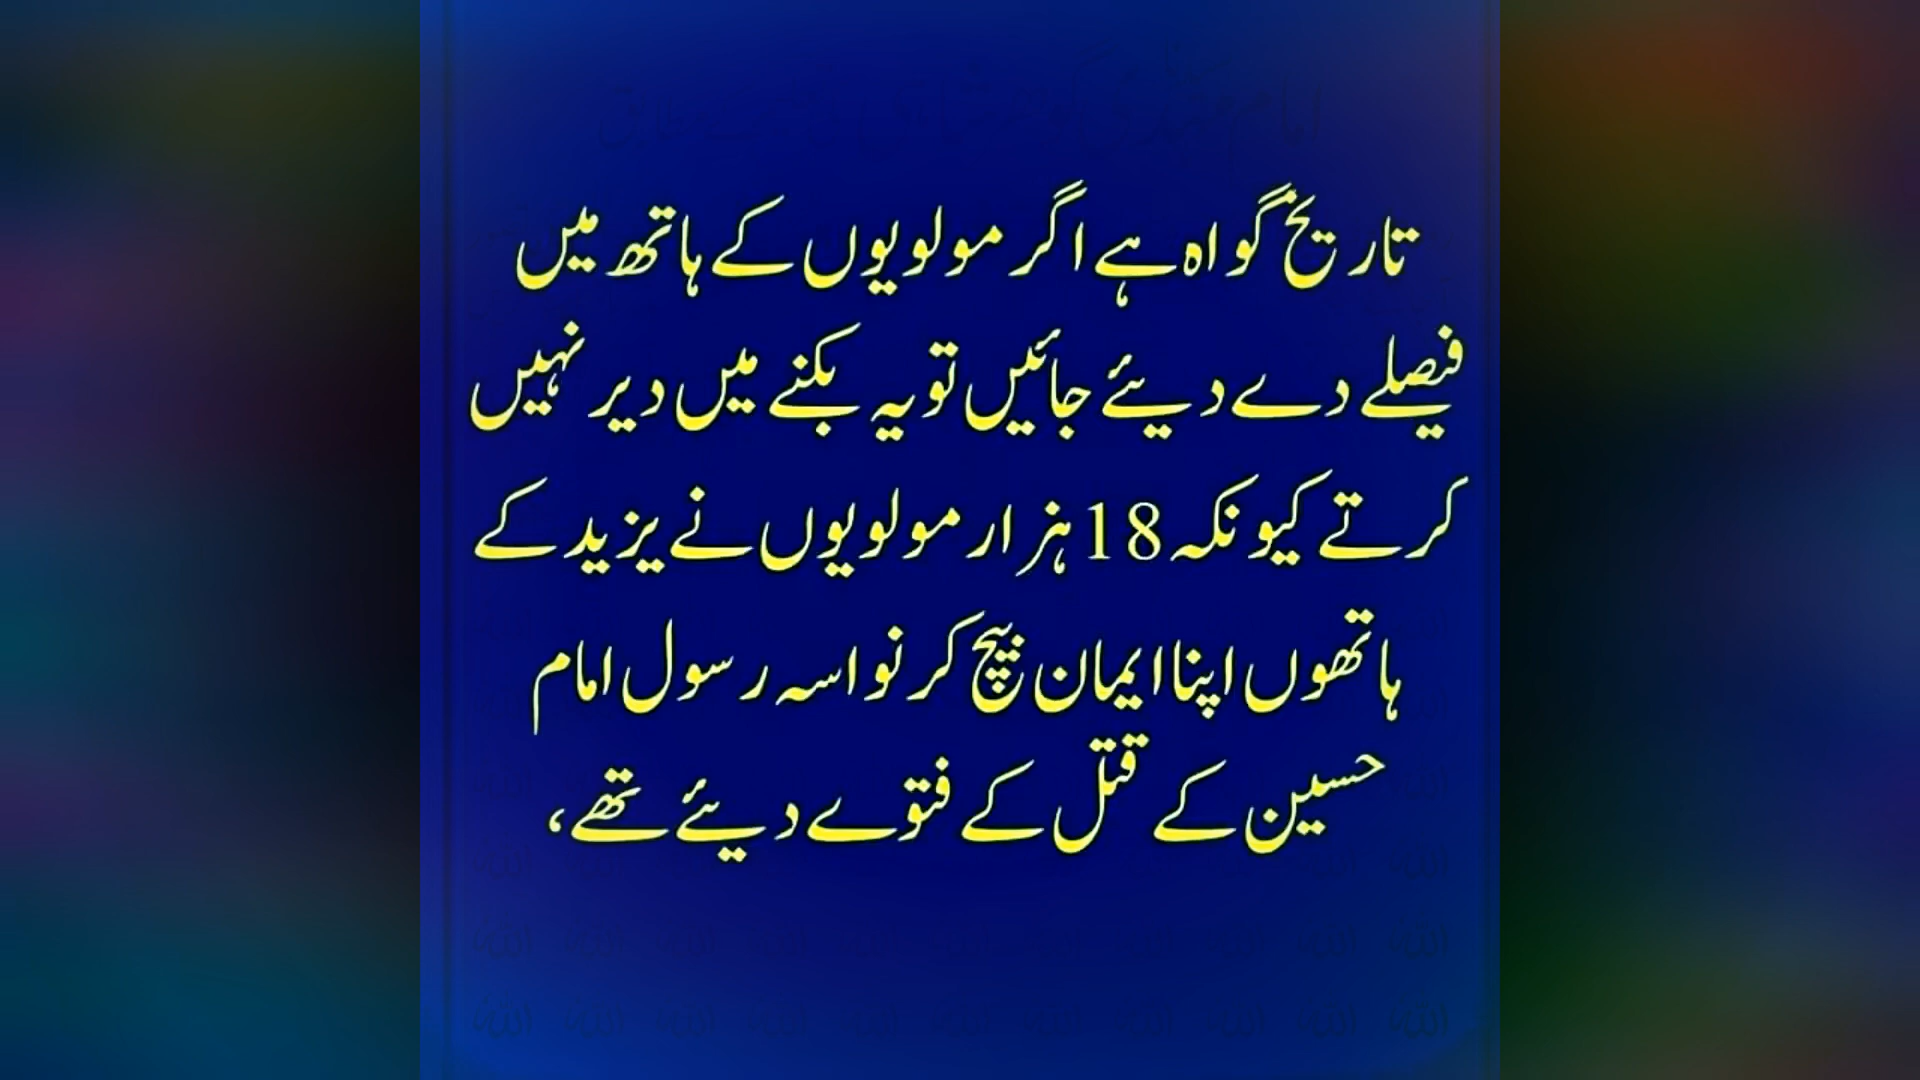 تاریخ گواہ ہے اگر مولویوں کے ہاتھ میں
فیصلے دے دیئے جائیں تو یہ بکنے میں دیر نہیں
کرتے کیونکہ 18 ہزار مولویوں نے یزید کے
ہاتھوں اپنا ایمان بیچ کر نواسہ رسول امام
حسین کے قتل کے فتوے دیئے تھے،